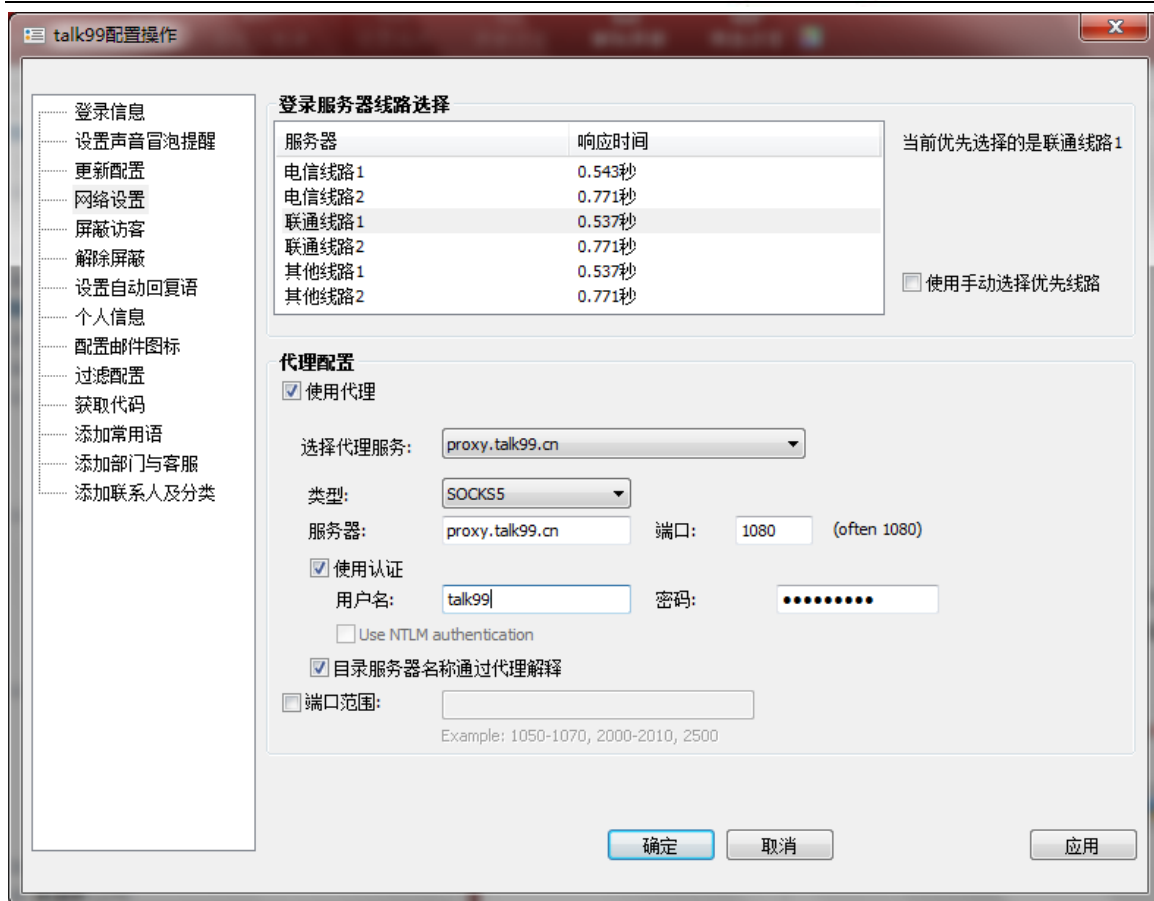 talk99配置操作
登录信息
设置声音冒泡提醒
更新配置
网络设置
屏蔽访客
解除屏蔽
设置自动回复语
个人信息
配置邮件图标
过滤配置
获取代码
添加常用语
添加部门与客服
添加联系人及分类
登录服务器线路选择
服务器 响应时间
电信线路1 0.543秒
电信线路2 0.771秒
联通线路1 0.537秒
联通线路2 0.771秒
其他线路1 0.537秒
其他线路2 0.771秒
当前优先选择的是联通线路1
使用手动选择优先线路
代理配置
使用代理
选择代理服务: proxy.talk99.cn
类型: SOCKS5
服务器: proxy.talk99.cn 端口: 1080 (often 1080)
使用认证
用户名: talk99 密码: •••••••••
Use NTLM authentication
目录服务器名称通过代理解释
端口范围:
Example: 1050-1070, 2000-2010, 2500
确定 取消 应用